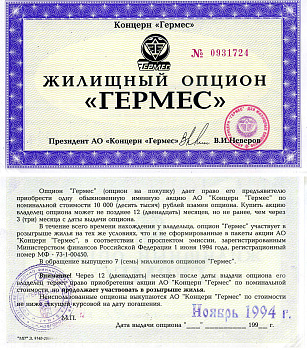 Концерн «Гермес»
ГЕРМЕС
№ 0931724
ЖИЛИЩНЫЙ ОПЦИОН
«ГЕРМЕС»
Президент АО «Концерн «Гермес» В.И.Неверов
Опцион "Гермес" (опцион на покупку) дает право его предъявителю
приобрести одну обыкновенную именную акцию АО "Концерн "Гермес" по
номинальной стоимости 10 000 (десять тысяч) рублей взамен опциона. Купить акцию
владелец опциона может не позднее 12 (двенадцати) месяцев, но не ранее, чем через
3 (три) месяца с даты выдачи опциона.
В течение всего времени нахождения у владельца, опцион "Гермес" участвует в
розыгрыше жилья на тех же условиях, что и не сформированные в пакеты акции АО
"Концерн "Гермес" в соответствии с проспектом эмиссии, зарегистрированным
Министерством финансов Российской Федерации 1 июня 1994 года, регистрационный
номер МФ - 73-1-00450.
В обращение выпущено 7 (семь) миллионов опционов "Гермес".
Внимание! Через 12 (двенадцать) месяцев после даты выдачи опциона его
владелец теряет право приобретения акции АО "Концерн "Гермес" по номинальной
стоимости, но продолжает участвовать в розыгрыше жилья.
Неиспользованные опционы выкупаются АО "Концерн "Гермес" по стоимости
не ниже текущей курсовой на дату погашения.
М.П.
Ноябрь 1994 г.
Дата выдачи опциона 199 г.